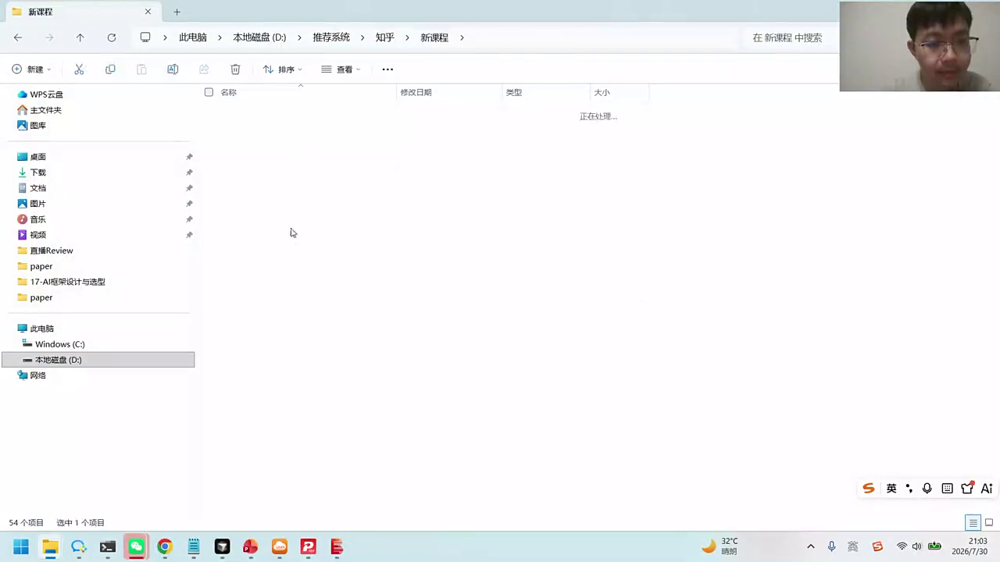 新课程
此电脑 本地磁盘 (D:) 推荐系统 知乎 新课程 在 新课程 中搜索
新建 排序 查看
名称 修改日期 类型 大小
正在处理...
WPS云盘
主文件夹
图库
桌面
下载
文档
图片
音乐
视频
直播Review
paper
17-AI框架设计与选型
paper
此电脑
Windows (C:)
本地磁盘 (D:)
网络
英 Ai
54 个项目 选中 1 个项目
32°C
晴朗
英
21:03
2026/7/30